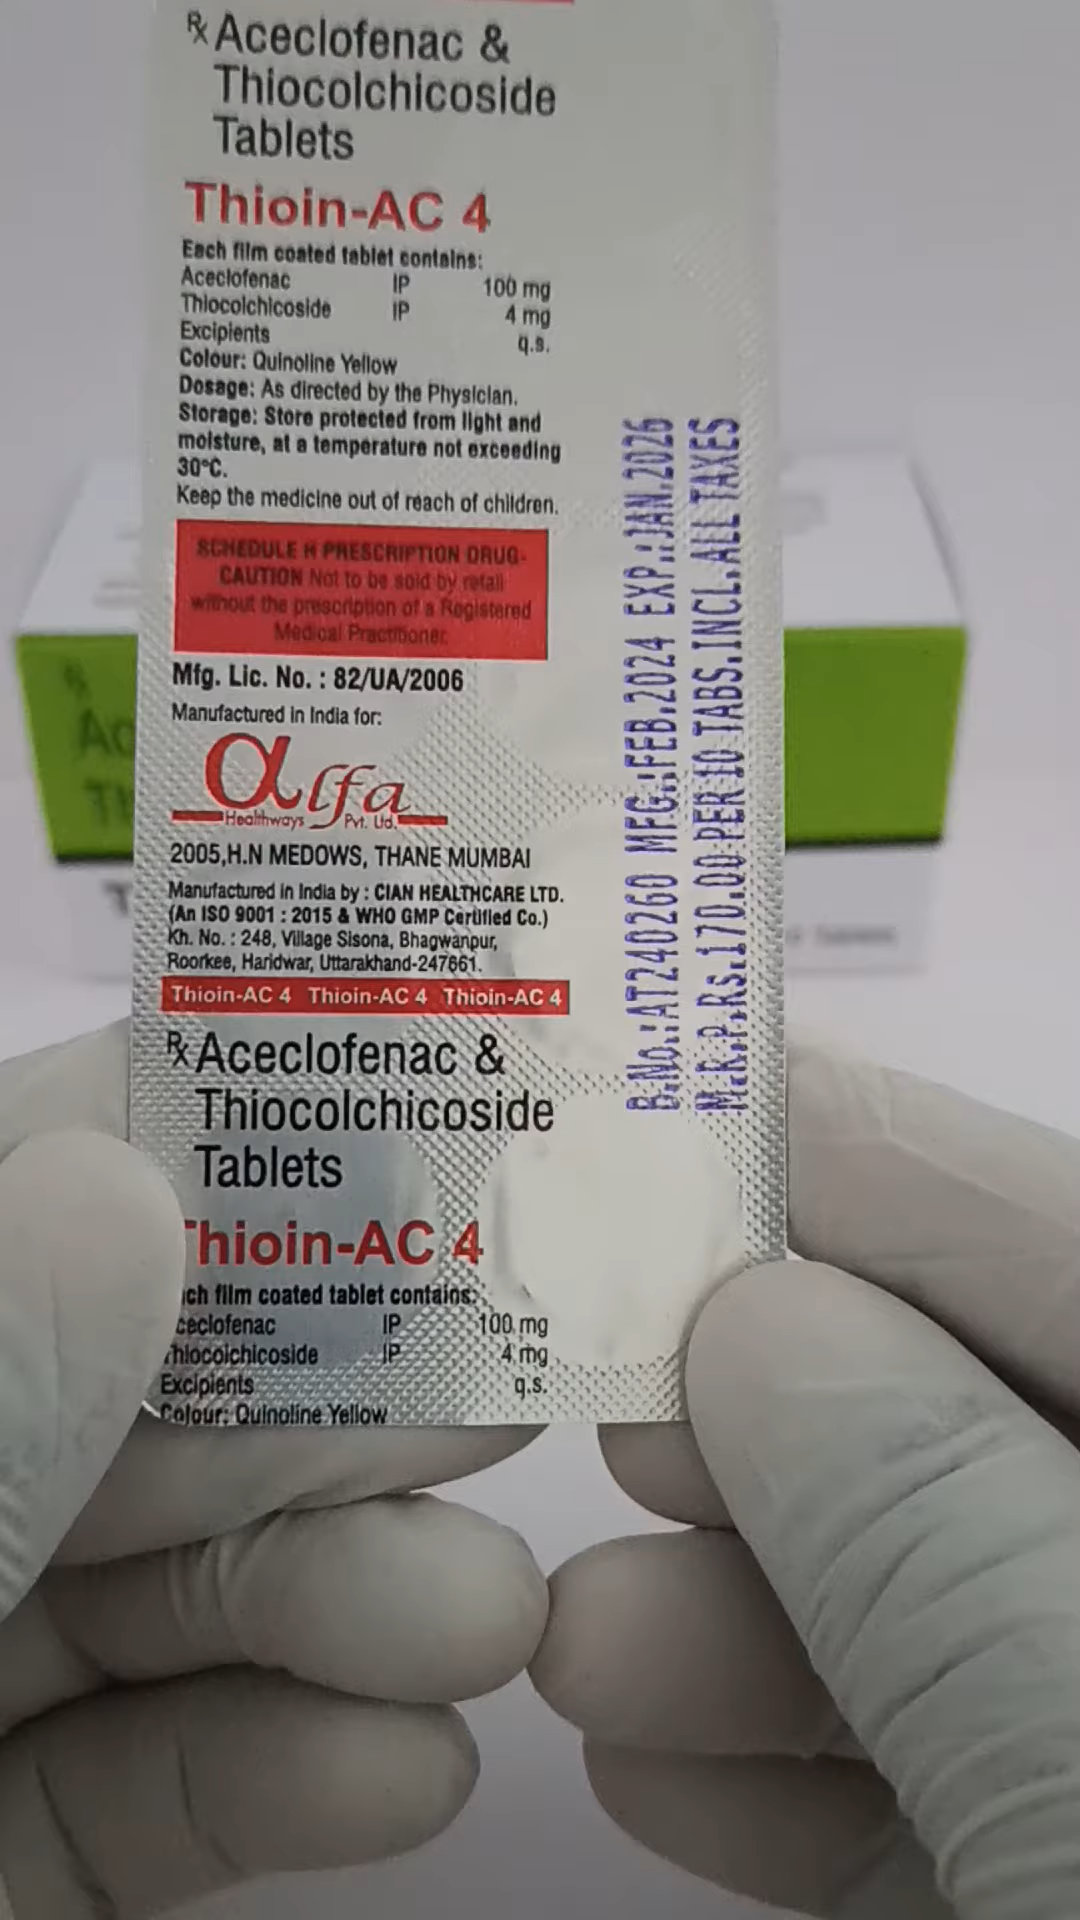 Rx Aceclofenac &
Thiocolchicoside
Tablets
Thioin-AC 4
Each film coated tablet contains:
Aceclofenac IP 100 mg
Thiocolchicoside IP 4 mg
Excipients q.s.
Colour: Quinoline Yellow
Dosage: As directed by the Physician.
Storage: Store protected from light and
moisture, at a temperature not exceeding
30°C.
Keep the medicine out of reach of children.
SCHEDULE H PRESCRIPTION DRUG-
CAUTION Not to be sold by retail
without the prescription of a Registered
Medical Practitioner.
Mfg. Lic. No. : 82/UA/2006
Manufactured in India for:
αlfa
Healthways Pvt. Ltd.
2005,H.N MEDOWS, THANE MUMBAI
Manufactured in India by : CIAN HEALTHCARE LTD.
(An ISO 9001 : 2015 & WHO GMP Certified Co.)
Kh. No. : 248, Village Sisona, Bhagwanpur,
Roorkee, Haridwar, Uttarakhand-247661.
Thioin-AC 4 Thioin-AC 4 Thioin-AC 4
Rx Aceclofenac &
Thiocolchicoside
Tablets
Thioin-AC 4
ch film coated tablet contains:
ceclofenac IP 100 mg
hiocolchicoside IP 4 mg
Excipients q.s.
Colour: Quinoline Yellow
B.No.:AT240260 MFG.:FEB.2024 EXP.:JAN.2026
M.R.P.Rs.170.00 PER 10 TABS.INCL.ALL TAXES
Rx
Ac
Th
T